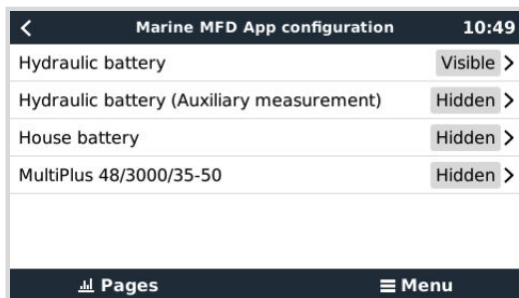 Marine MFD App configuration 10:49
Hydraulic battery Visible
Hydraulic battery (Auxiliary measurement) Hidden
House battery Hidden
MultiPlus 48/3000/35-50 Hidden
Pages Menu